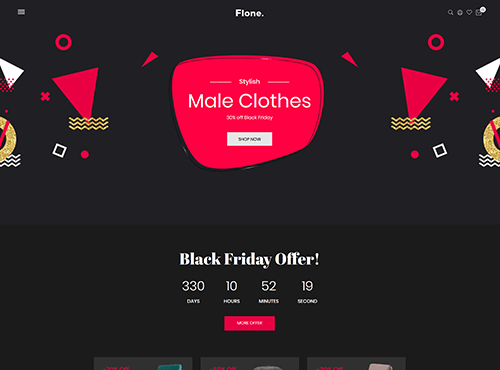 Flone.
Stylish
Male Clothes
30% off Black Friday
SHOP NOW
Black Friday Offer!
330 10 52 19
DAYS HOURS MINUTES SECOND
MORE OFFER